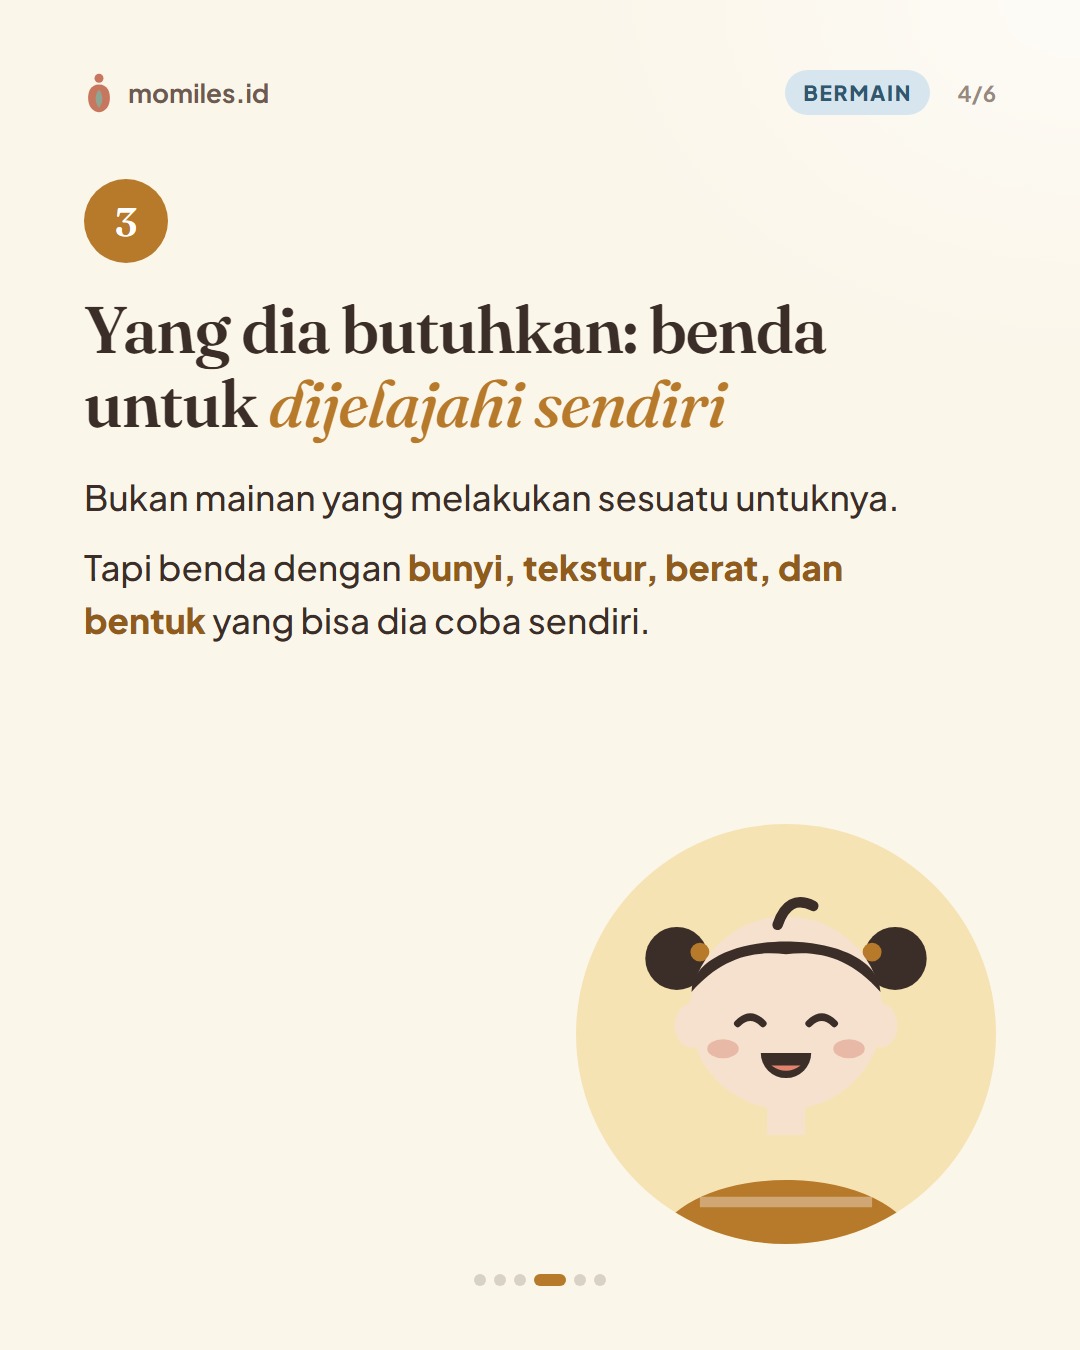 momiles.id
BERMAIN 4/6
3
Yang dia butuhkan: benda
untuk dijelajahi sendiri
Bukan mainan yang melakukan sesuatu untuknya.
Tapi benda dengan bunyi, tekstur, berat, dan
bentuk yang bisa dia coba sendiri.